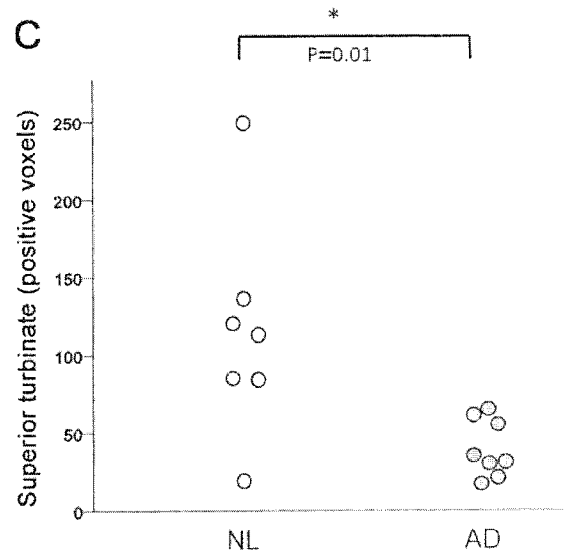 C
*
P=0.01
Superior turbinate (positive voxels)
250
200
150
100
50
0
NL
AD